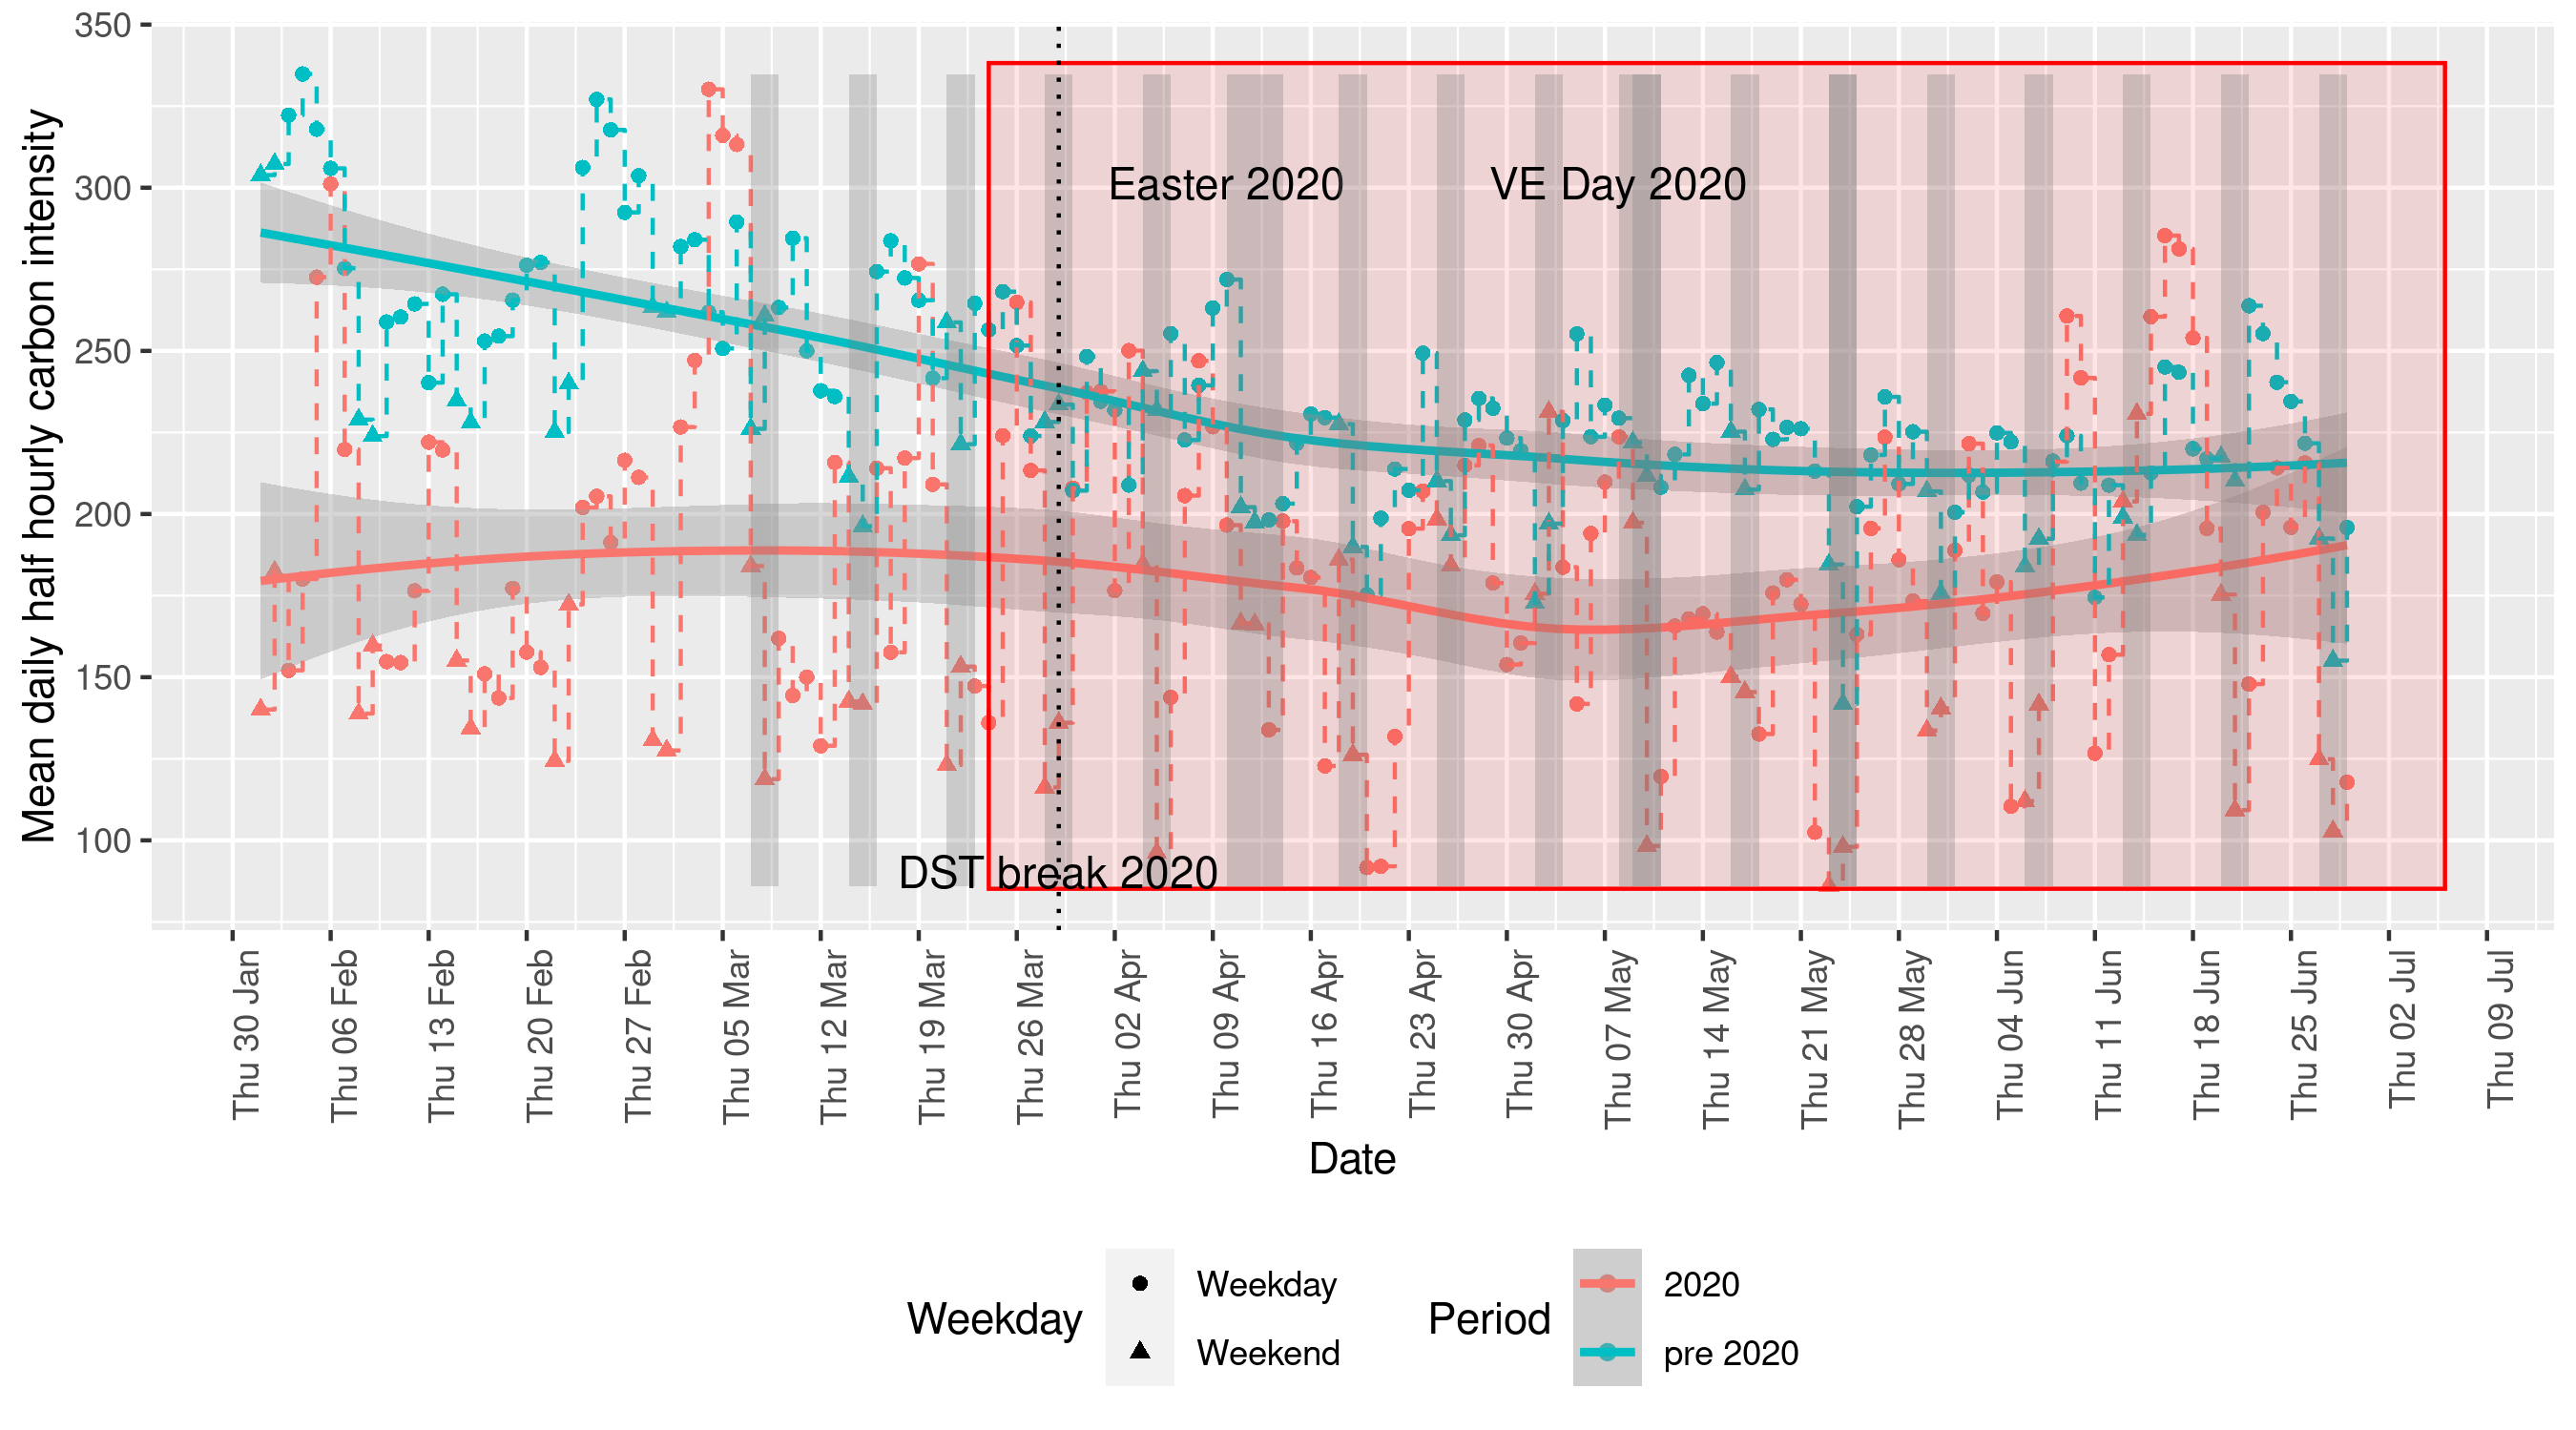 Mean daily half hourly carbon intensity
350
300
250
200
150
100
Easter 2020
VE Day 2020
DST break 2020
Thu 30 Jan
Thu 06 Feb
Thu 13 Feb
Thu 20 Feb
Thu 27 Feb
Thu 05 Mar
Thu 12 Mar
Thu 19 Mar
Thu 26 Mar
Thu 02 Apr
Thu 09 Apr
Thu 16 Apr
Thu 23 Apr
Thu 30 Apr
Thu 07 May
Thu 14 May
Thu 21 May
Thu 28 May
Thu 04 Jun
Thu 11 Jun
Thu 18 Jun
Thu 25 Jun
Thu 02 Jul
Thu 09 Jul
Date
Weekday
Weekday
Weekend
Period
2020
pre 2020